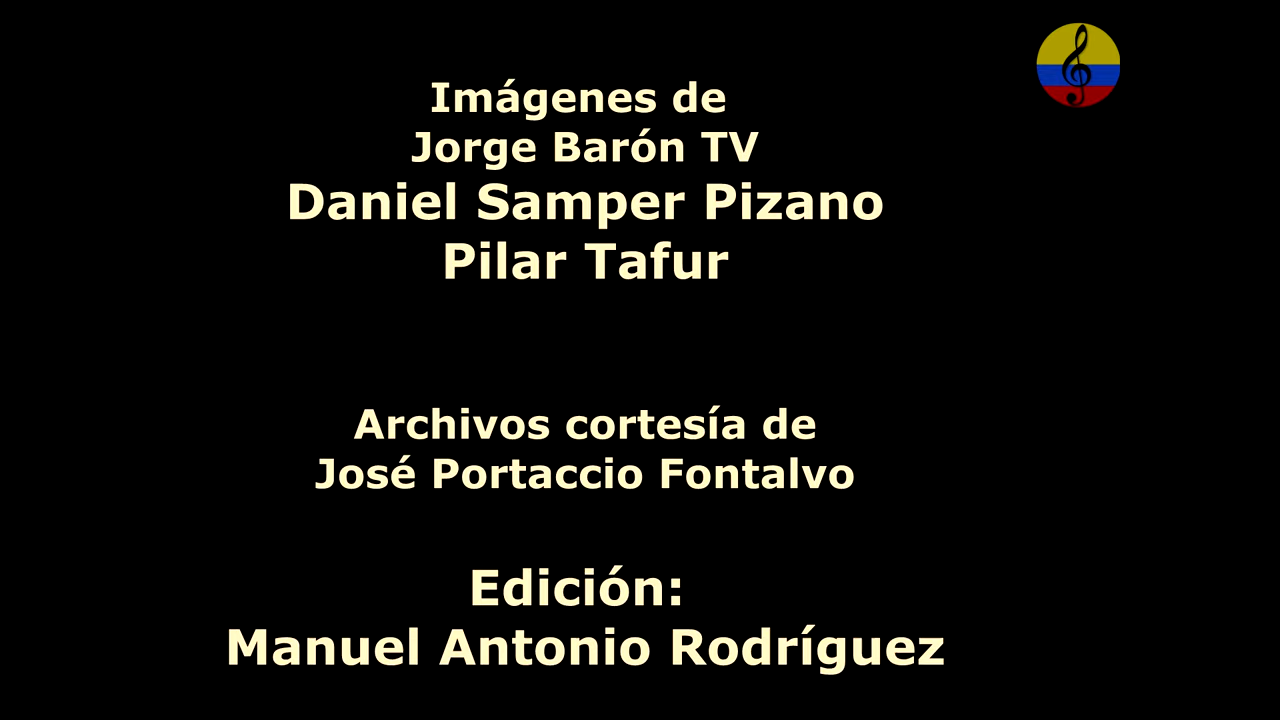 Imágenes de
Jorge Barón TV
Daniel Samper Pizano
Pilar Tafur
Archivos cortesía de
José Portaccio Fontalvo
Edición:
Manuel Antonio Rodríguez